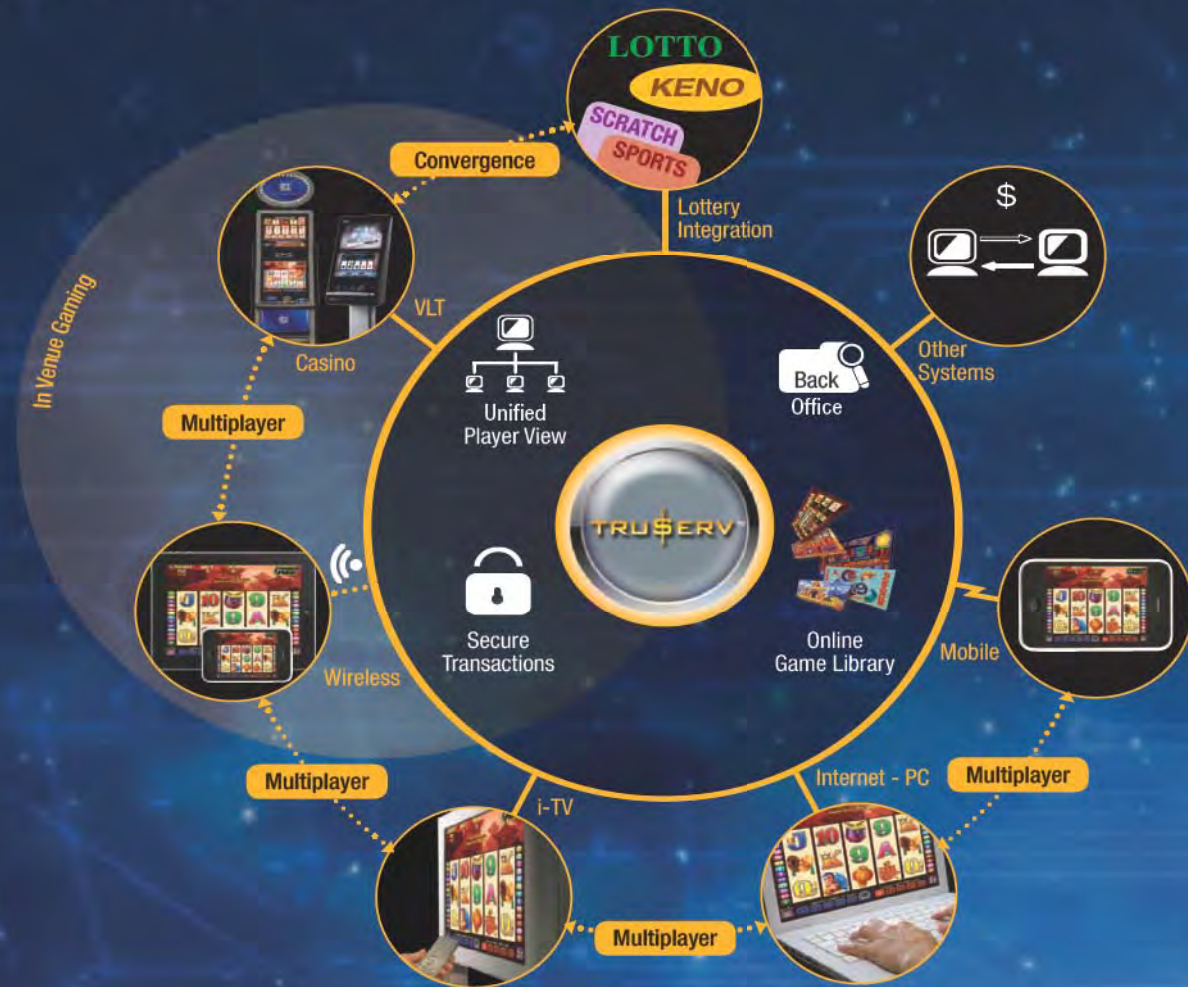 LOTTO
KENO
SCRATCH
SPORTS
Convergence
Lottery
Integration
$
In Venue Gaming
VLT
Casino
Other
Systems
Unified
Player View
Back
Office
Multiplayer
TRU$ERV
Secure
Transactions
Online
Game Library
Wireless
Mobile
Multiplayer
i-TV
Internet - PC
Multiplayer
Multiplayer